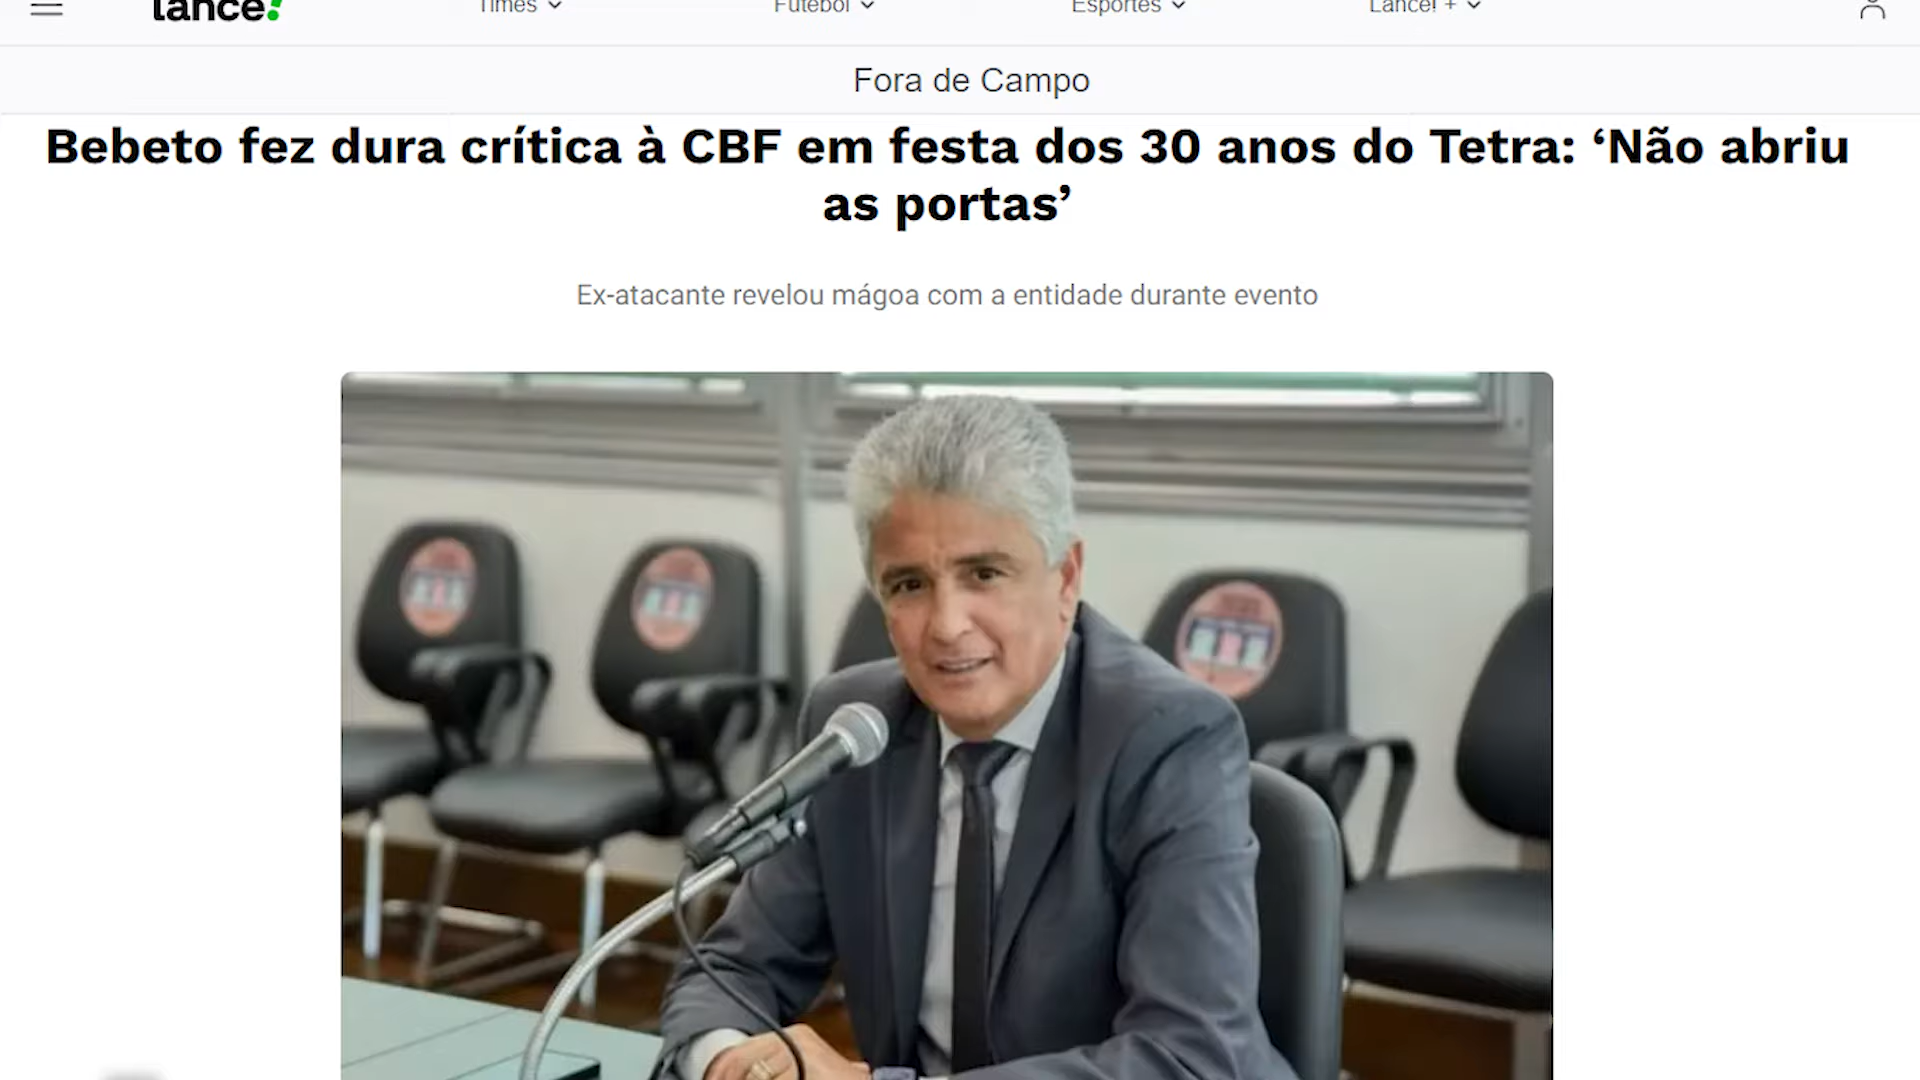 lance!
Times
Futebol
Esportes
Lance! +
Fora de Campo
Bebeto fez dura crítica à CBF em festa dos 30 anos do Tetra: ‘Não abriu
as portas’
Ex-atacante revelou mágoa com a entidade durante evento